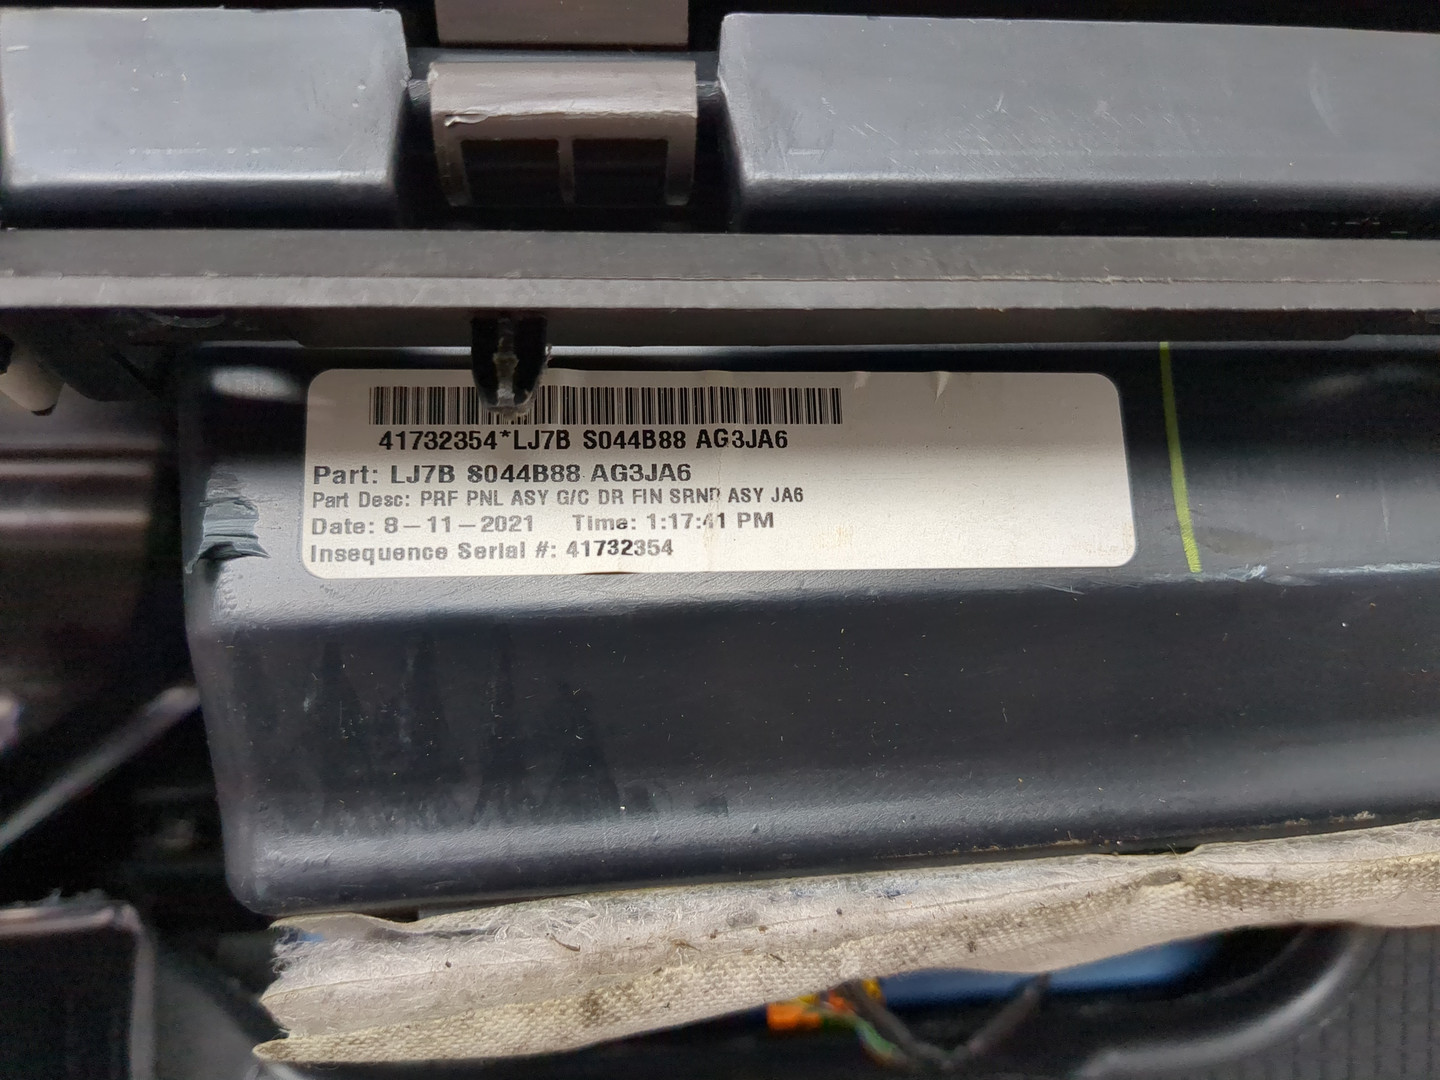 41732354*LJ7B S044B88 AG3JA6
Part: LJ7B S044B88 AG3JA6
Part Desc: PRF PNL ASY G/C DR FIN SRND ASY JA6
Date: 8-11-2021 Time: 1:17:41 PM
Insequence Serial #: 41732354